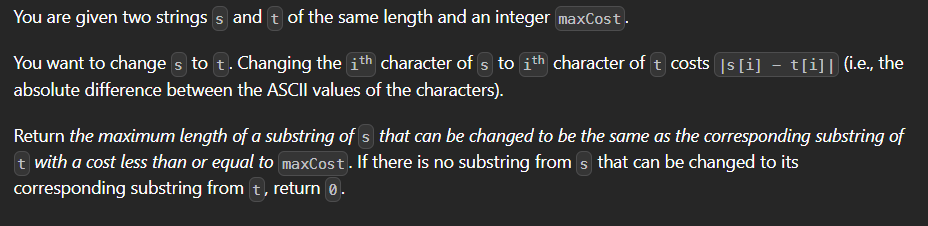 You are given two strings s and t of the same length and an integer maxCost.
You want to change s to t. Changing the ith character of s to ith character of t costs |s[i] - t[i]| (i.e., the
absolute difference between the ASCII values of the characters).
Return the maximum length of a substring of s that can be changed to be the same as the corresponding substring of
t with a cost less than or equal to maxCost. If there is no substring from s that can be changed to its
corresponding substring from t, return 0.